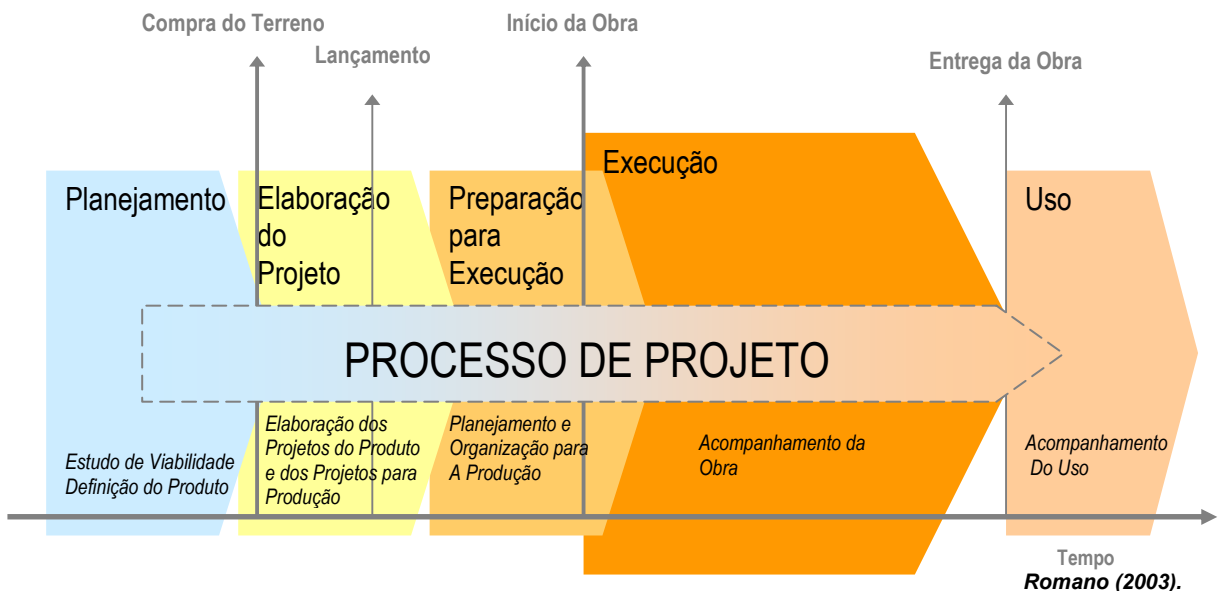 Compra do Terreno
Lançamento
Início da Obra
Entrega da Obra
Planejamento
Elaboração
do
Projeto
Preparação
para
Execução
Execução
Uso
PROCESSO DE PROJETO
Estudo de Viabilidade
Definição do Produto
Elaboração dos
Projetos do Produto
e dos Projetos para
Produção
Planejamento e
Organização para
A Produção
Acompanhamento da
Obra
Acompanhamento
Do Uso
Tempo
Romano (2003).